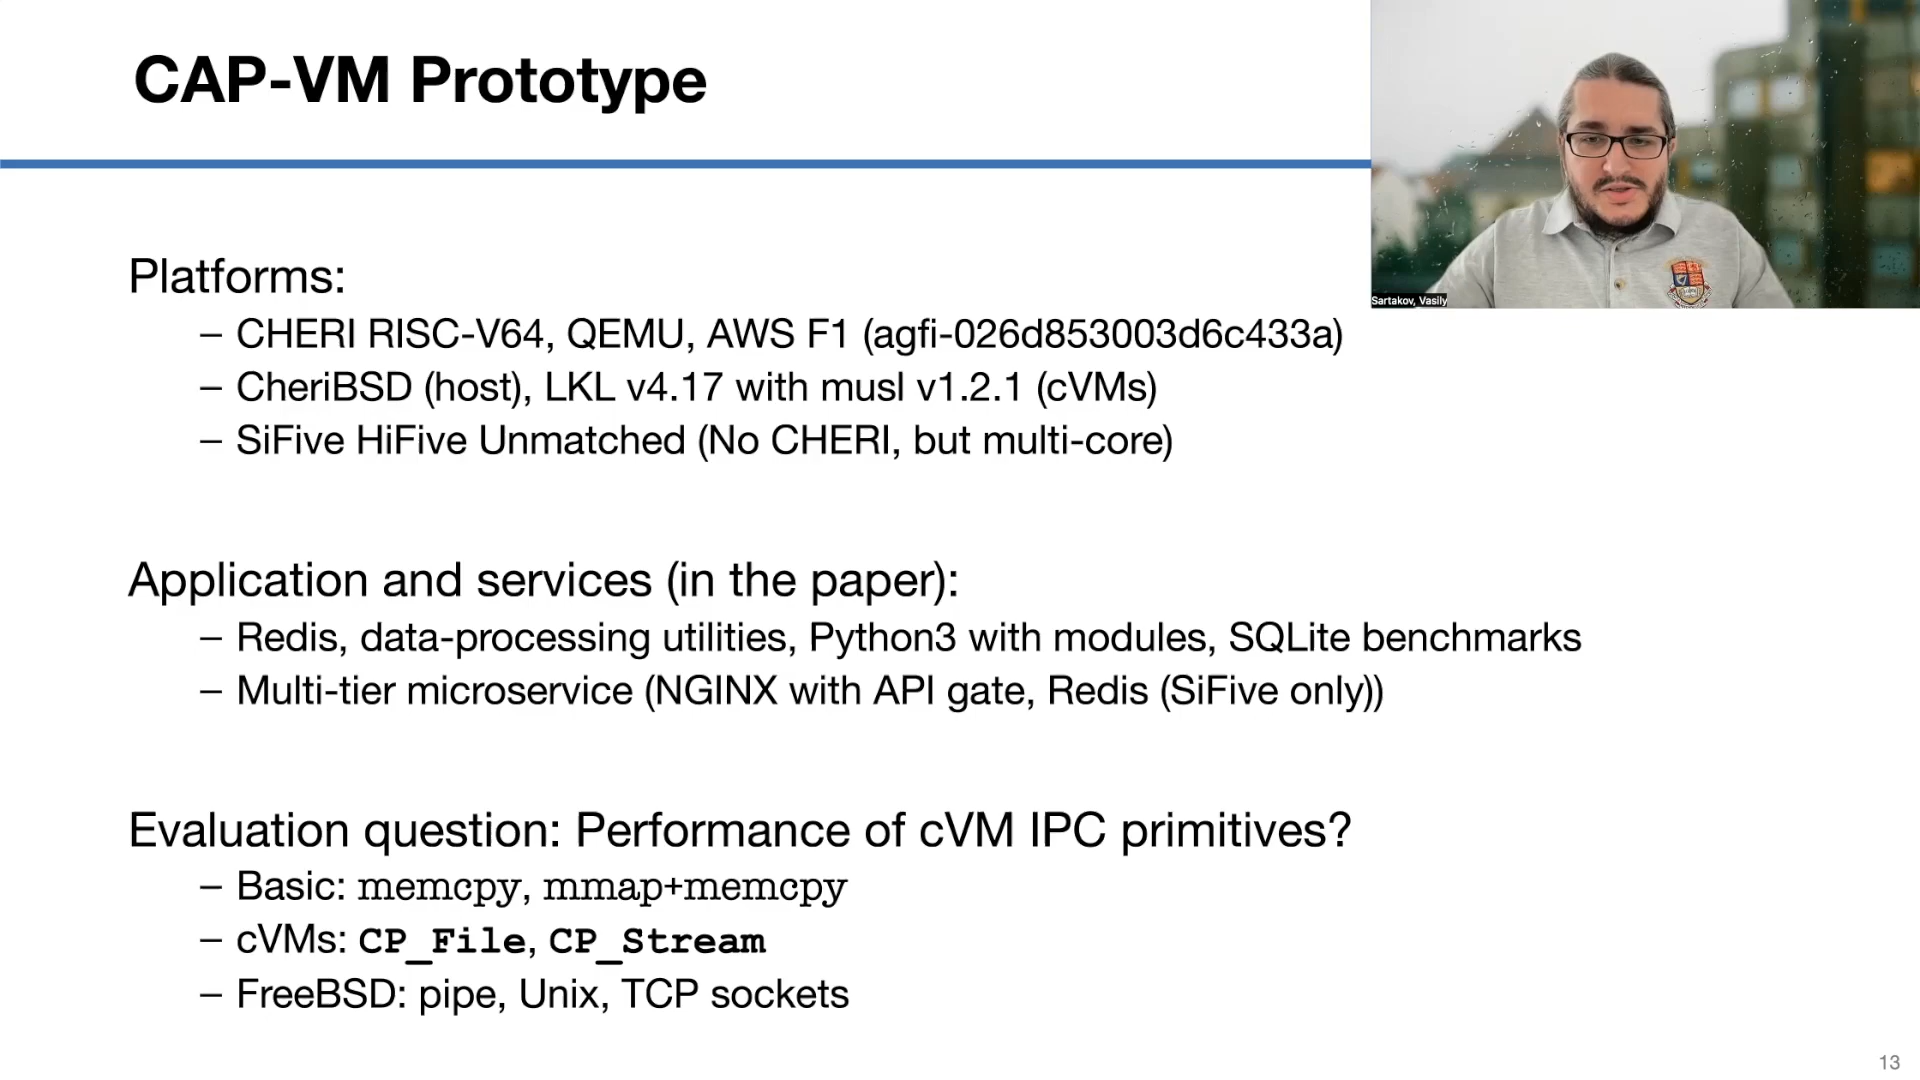 CAP-VM Prototype
Sartakov, Vasily
Platforms:
– CHERI RISC-V64, QEMU, AWS F1 (agfi-026d853003d6c433a)
– CheriBSD (host), LKL v4.17 with musl v1.2.1 (cVMs)
– SiFive HiFive Unmatched (No CHERI, but multi-core)
Application and services (in the paper):
– Redis, data-processing utilities, Python3 with modules, SQLite benchmarks
– Multi-tier microservice (NGINX with API gate, Redis (SiFive only))
Evaluation question: Performance of cVM IPC primitives?
– Basic: memcpy, mmap+memcpy
– cVMs: CP_File, CP_Stream
– FreeBSD: pipe, Unix, TCP sockets
13